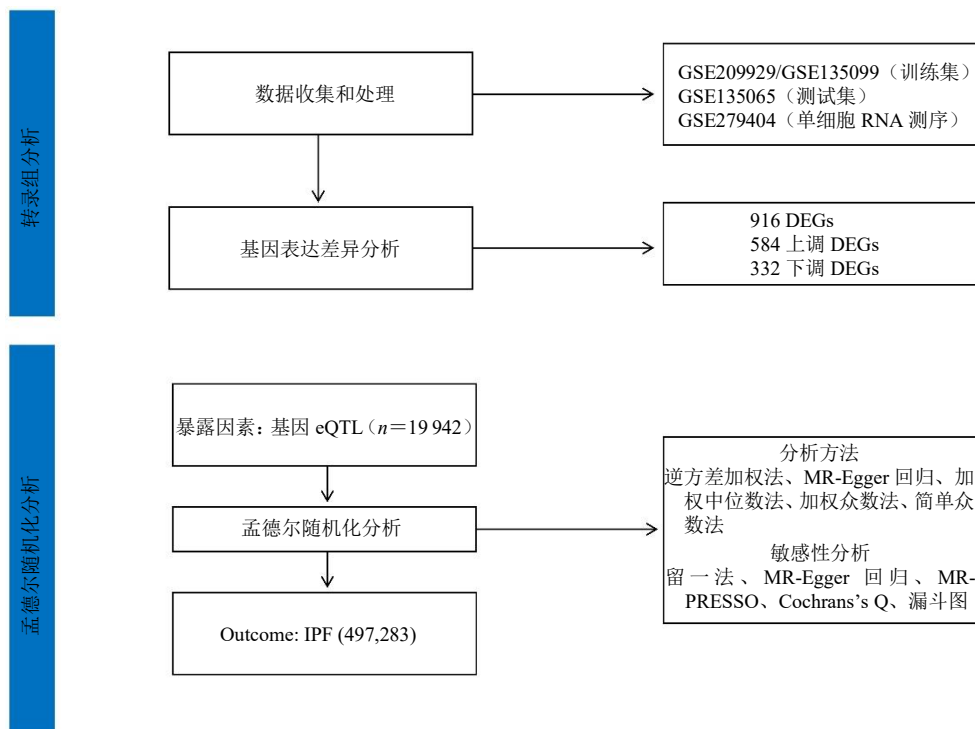 转录组分析
数据收集和处理
GSE209929/GSE135099（训练集）
GSE135065（测试集）
GSE279404（单细胞 RNA 测序）
基因表达差异分析
916 DEGs
584 上调 DEGs
332 下调 DEGs
孟德尔随机化分析
暴露因素：基因 eQTL（n＝19 942）
孟德尔随机化分析
Outcome: IPF (497,283)
分析方法
逆方差加权法、MR-Egger 回归、加
权中位数法、加权众数法、简单众
数法
敏感性分析
留一法、MR-Egger 回归、MR-
PRESSO、Cochrans’s Q、漏斗图